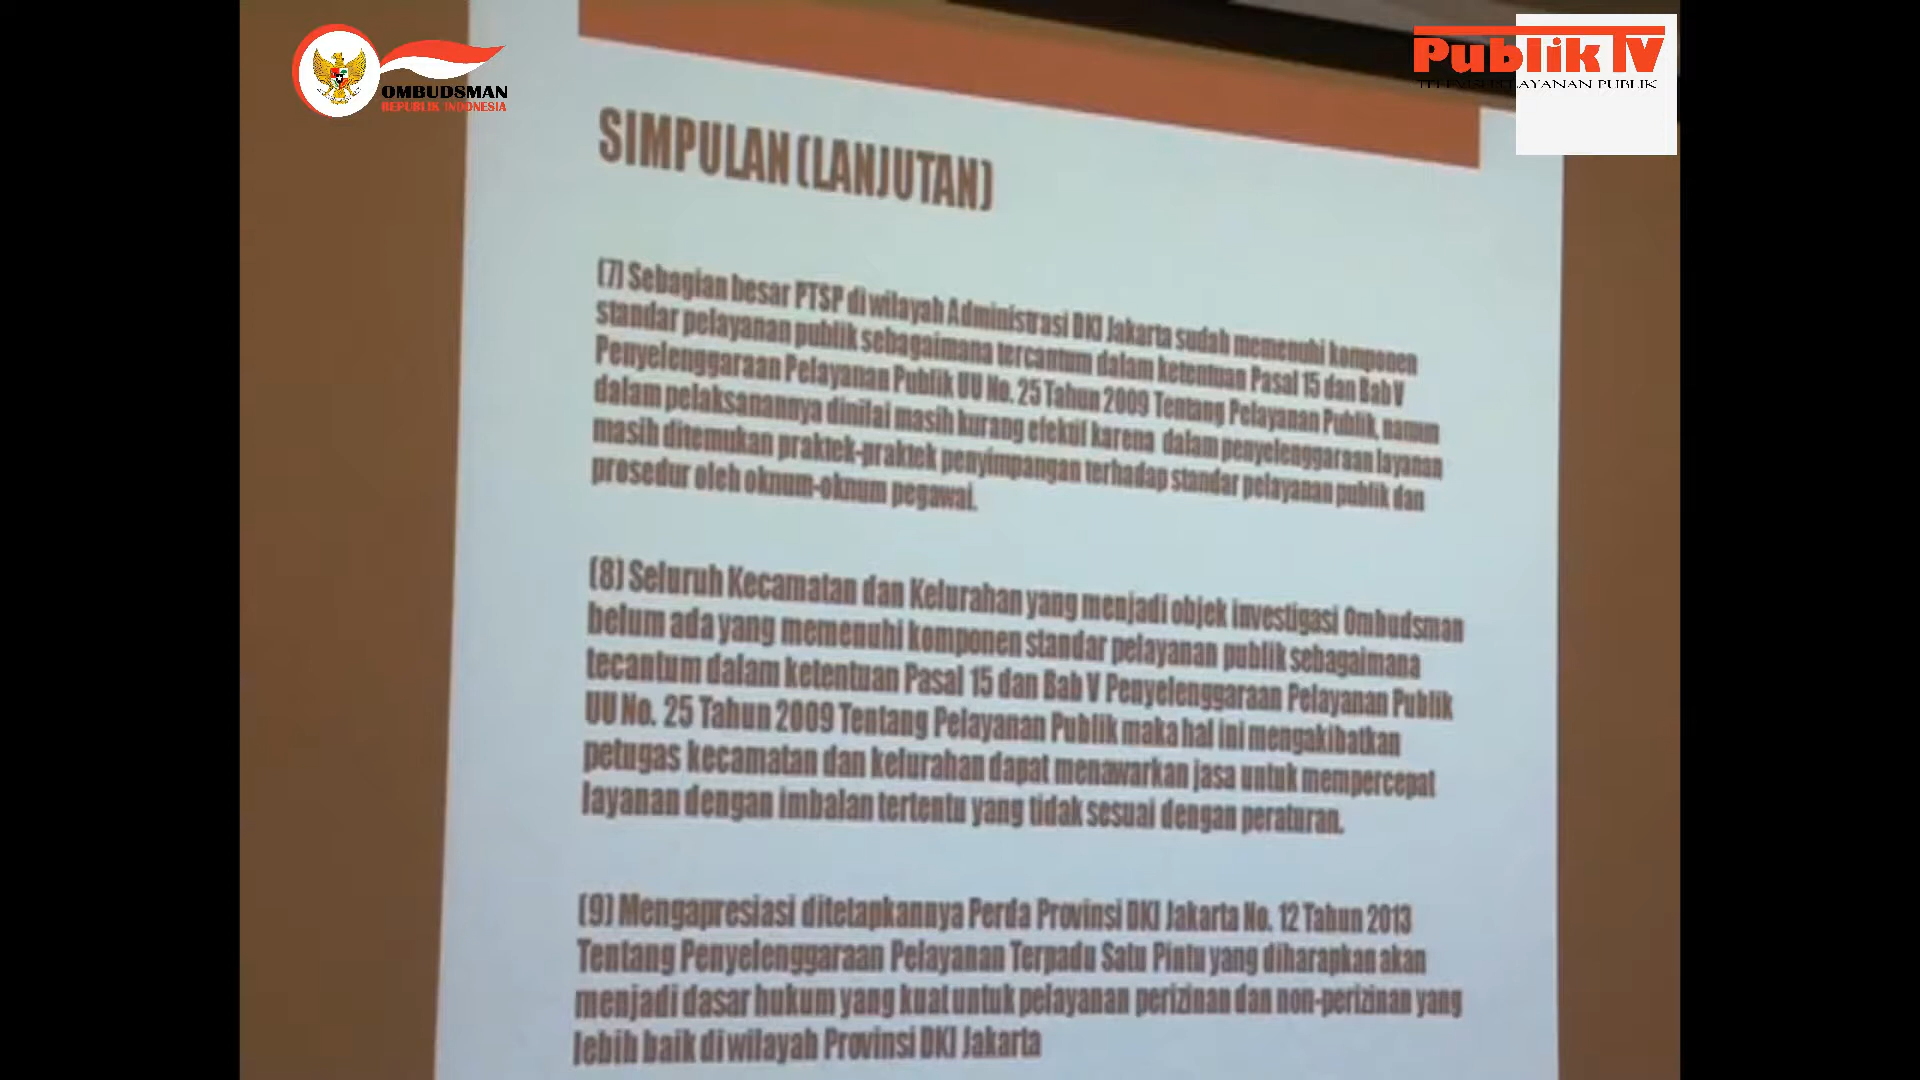 OMBUDSMAN
REPUBLIK INDONESIA
Publik TV
TELEVISI PELAYANAN PUBLIK
SIMPULAN (LANJUTAN)
(7) Sebagian besar PTSP di wilayah Administrasi DKI Jakarta sudah memenuhi komponen
standar pelayanan publik sebagaimana tercantum dalam ketentuan Pasal 15 dan Bab V
Penyelenggaraan Pelayanan Publik UU No. 25 Tahun 2009 Tentang Pelayanan Publik, namun
dalam pelaksanannya dinilai masih kurang efektif karena dalam penyelenggaraan layanan
masih ditemukan praktek-praktek penyimpangan terhadap standar pelayanan publik dan
prosedur oleh oknum-oknum pegawai.
(8) Seluruh Kecamatan dan Kelurahan yang menjadi objek investigasi Ombudsman
belum ada yang memenuhi komponen standar pelayanan publik sebagaimana
tecantum dalam ketentuan Pasal 15 dan Bab V Penyelenggaraan Pelayanan Publik
UU No. 25 Tahun 2009 Tentang Pelayanan Publik maka hal ini mengakibatkan
petugas kecamatan dan kelurahan dapat menawarkan jasa untuk mempercepat
layanan dengan imbalan tertentu yang tidak sesuai dengan peraturan.
(9) Mengapresiasi ditetapkannya Perda Provinsi DKI Jakarta No. 12 Tahun 2013
Tentang Penyelenggaraan Pelayanan Terpadu Satu Pintu yang diharapkan akan
menjadi dasar hukum yang kuat untuk pelayanan perizinan dan non-perizinan yang
lebih baik di wilayah Provinsi DKI Jakarta